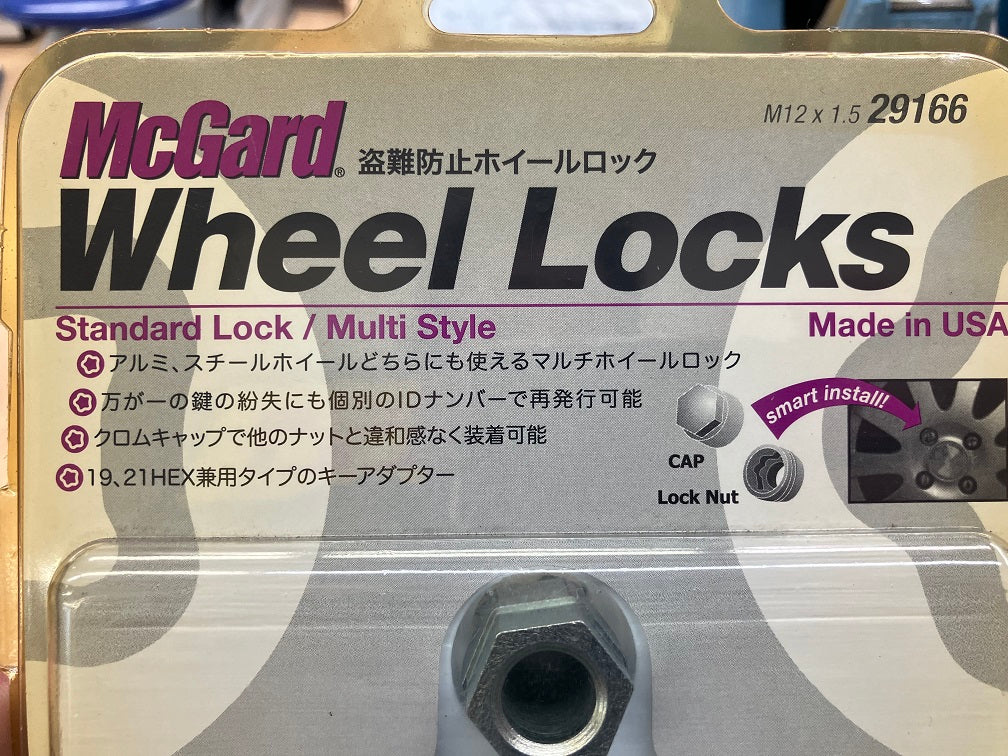 M12 x 1.5 29166
McGard® 盗難防止ホイールロック
Wheel Locks
Standard Lock / Multi Style
Made in USA
アルミ、スチールホイールどちらにも使えるマルチホイールロック
万が一の鍵の紛失にも個別のIDナンバーで再発行可能
クロムキャップで他のナットと違和感なく装着可能
19、21HEX兼用タイプのキーアダプター
smart install!
CAP
Lock Nut